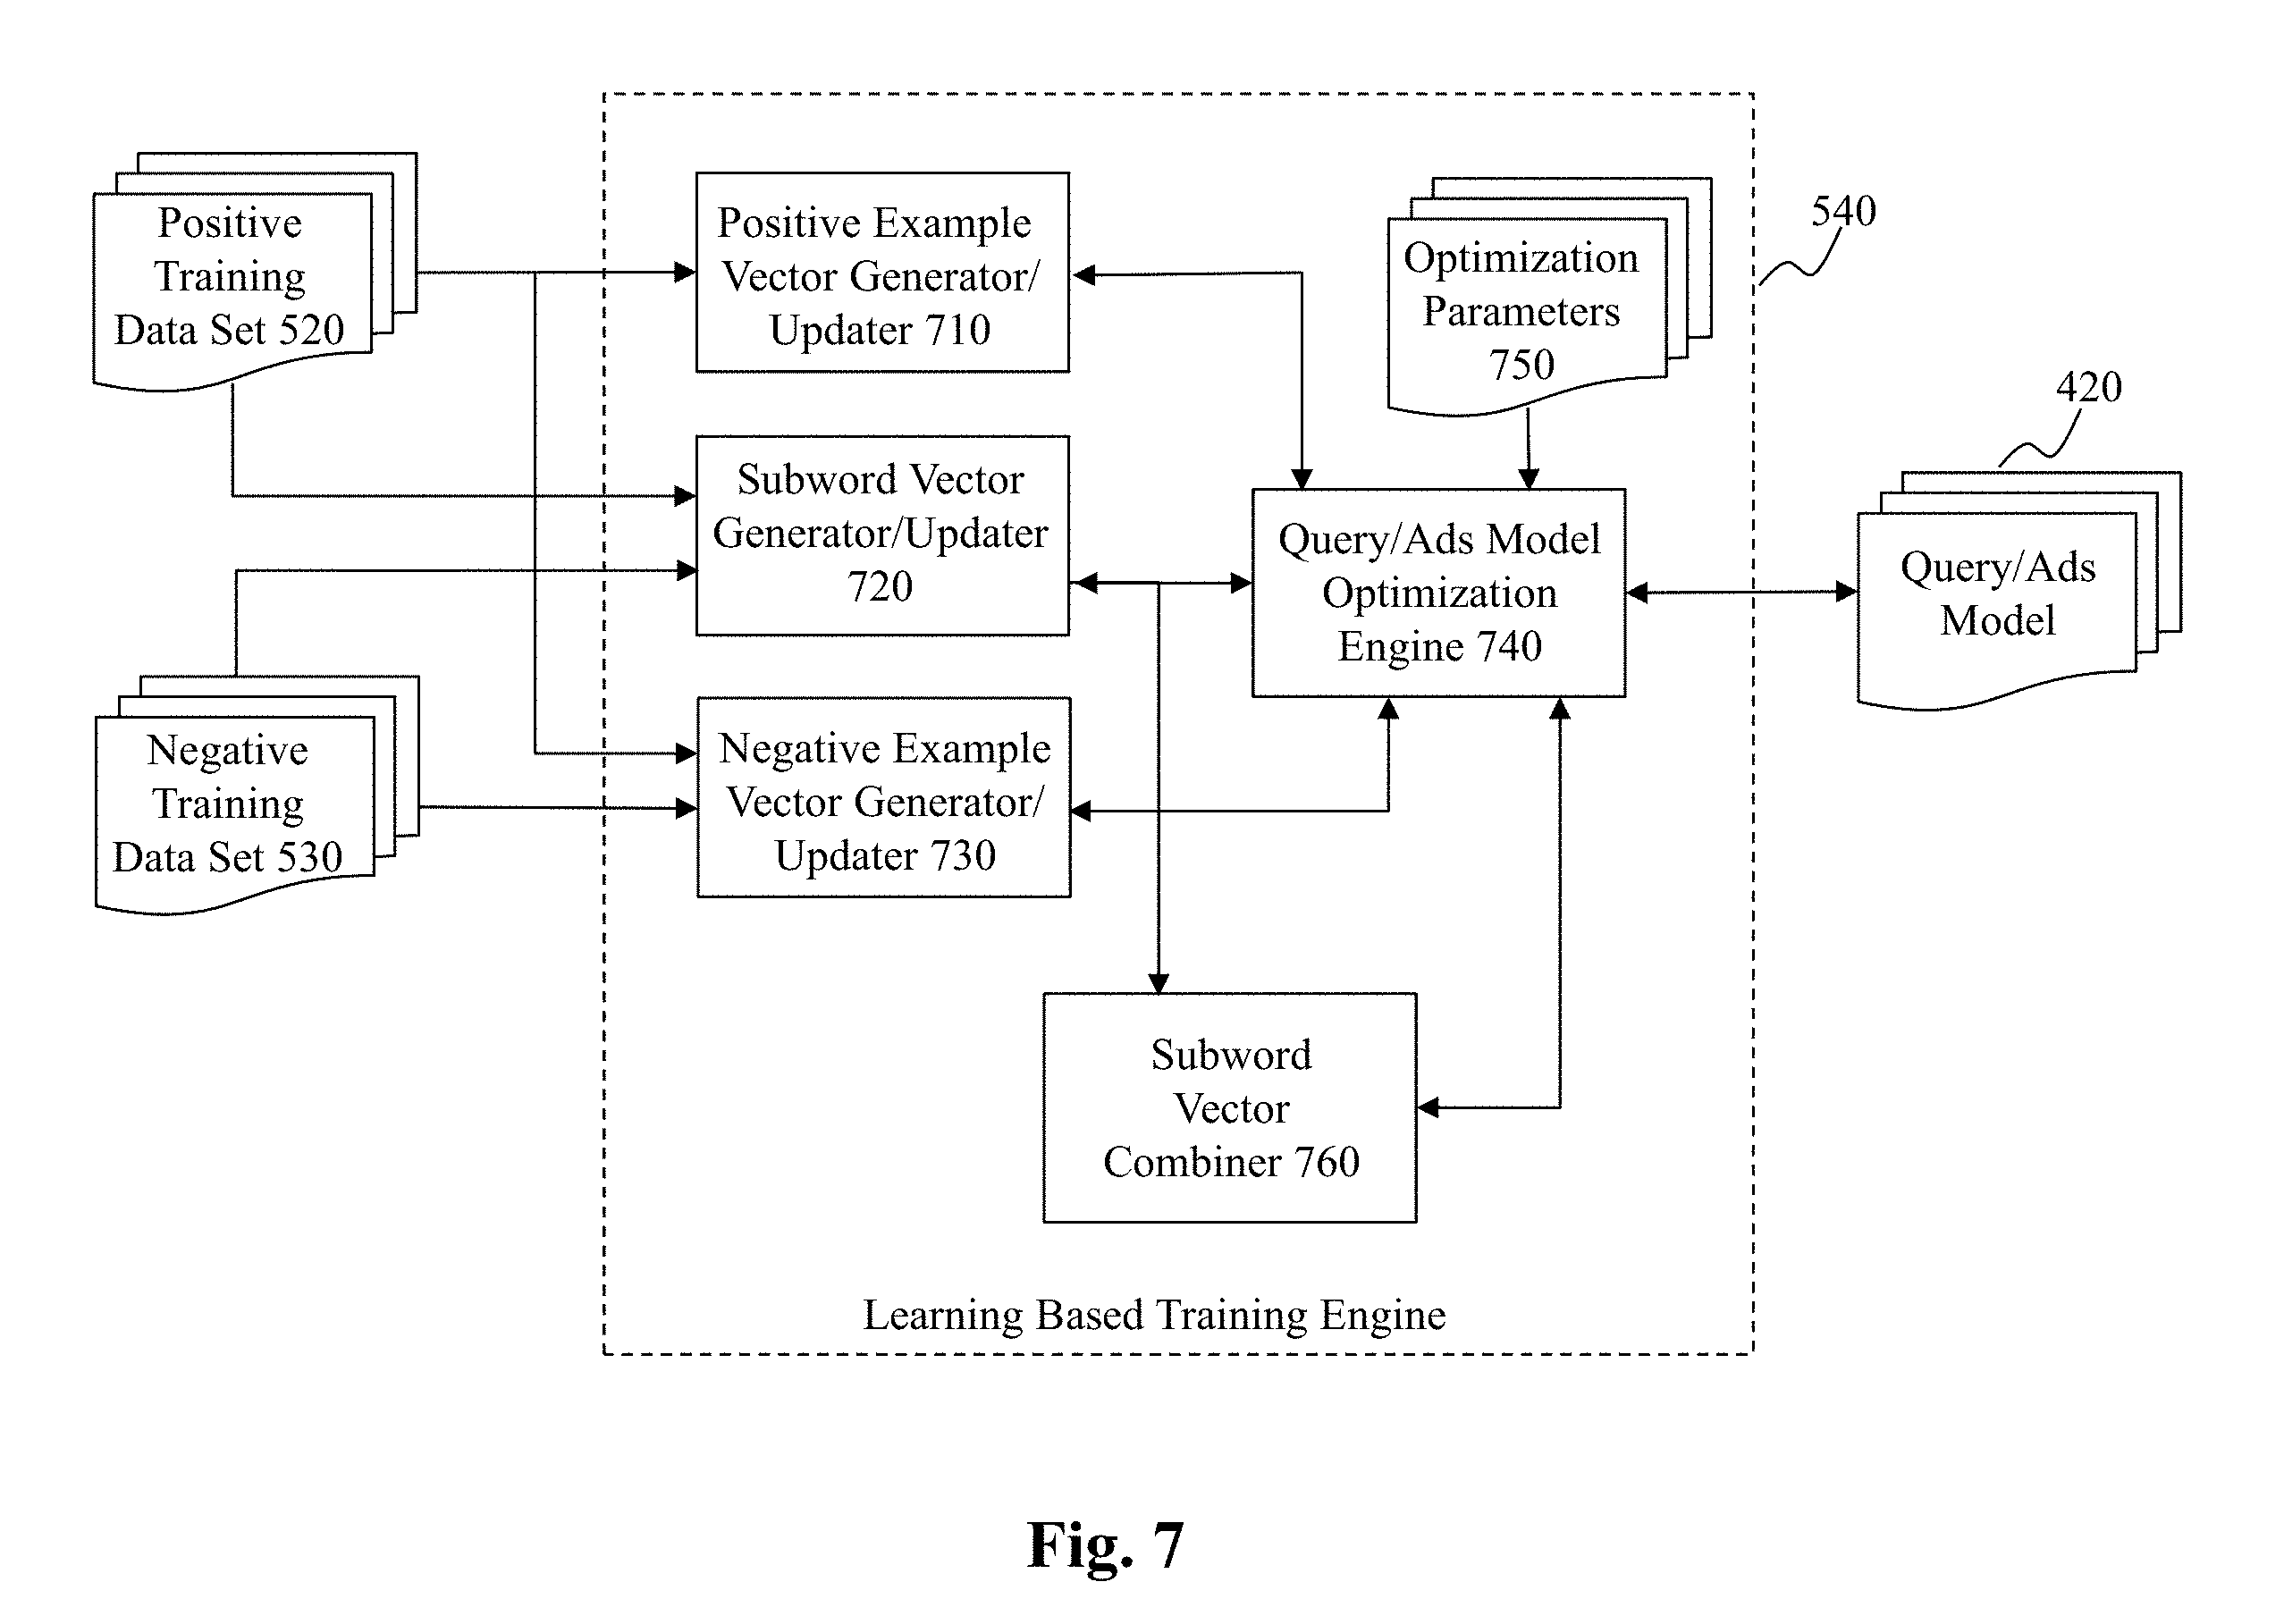 Positive
Training
Data Set 520
Positive Example
Vector Generator/
Updater 710
Optimization
Parameters
750
540
420
Subword Vector
Generator/Updater
720
Query/Ads Model
Optimization
Engine 740
Query/Ads
Model
Negative
Training
Data Set 530
Negative Example
Vector Generator/
Updater 730
Subword
Vector
Combiner 760
Learning Based Training Engine
Fig. 7